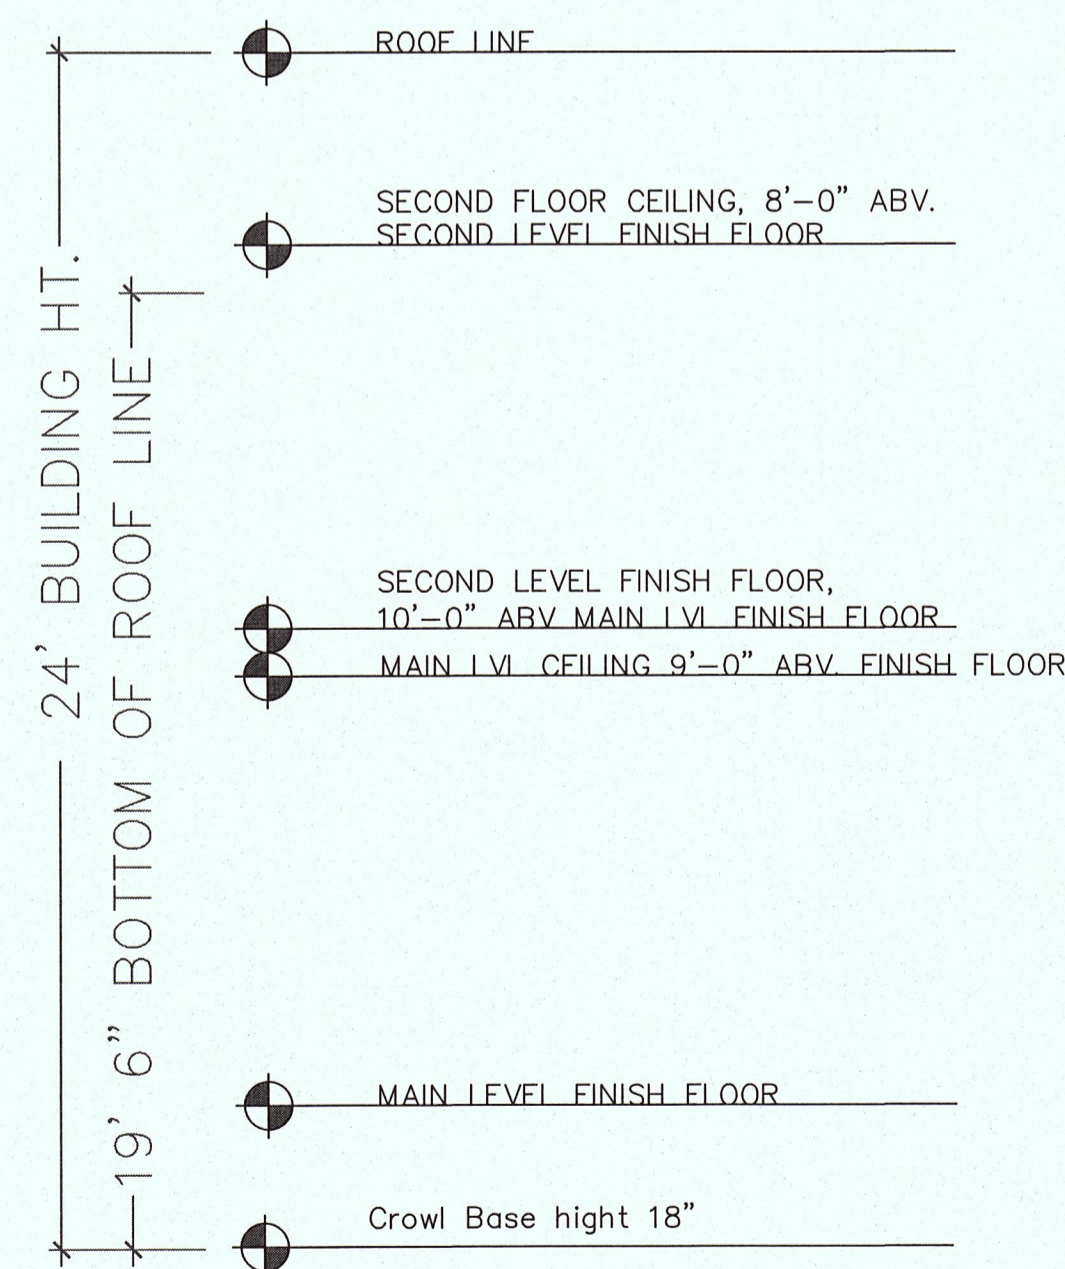 ROOF LINE
SECOND FLOOR CEILING, 8'-0" ABV.
SECOND LEVEL FINISH FLOOR
24' BUILDING HT.
19' 6" BOTTOM OF ROOF LINE
SECOND LEVEL FINISH FLOOR,
10'-0" ABV MAIN LVL FINISH FLOOR
MAIN LVL CEILING 9'-0" ABV. FINISH FLOOR
MAIN LEVEL FINISH FLOOR
Crowl Base hight 18"